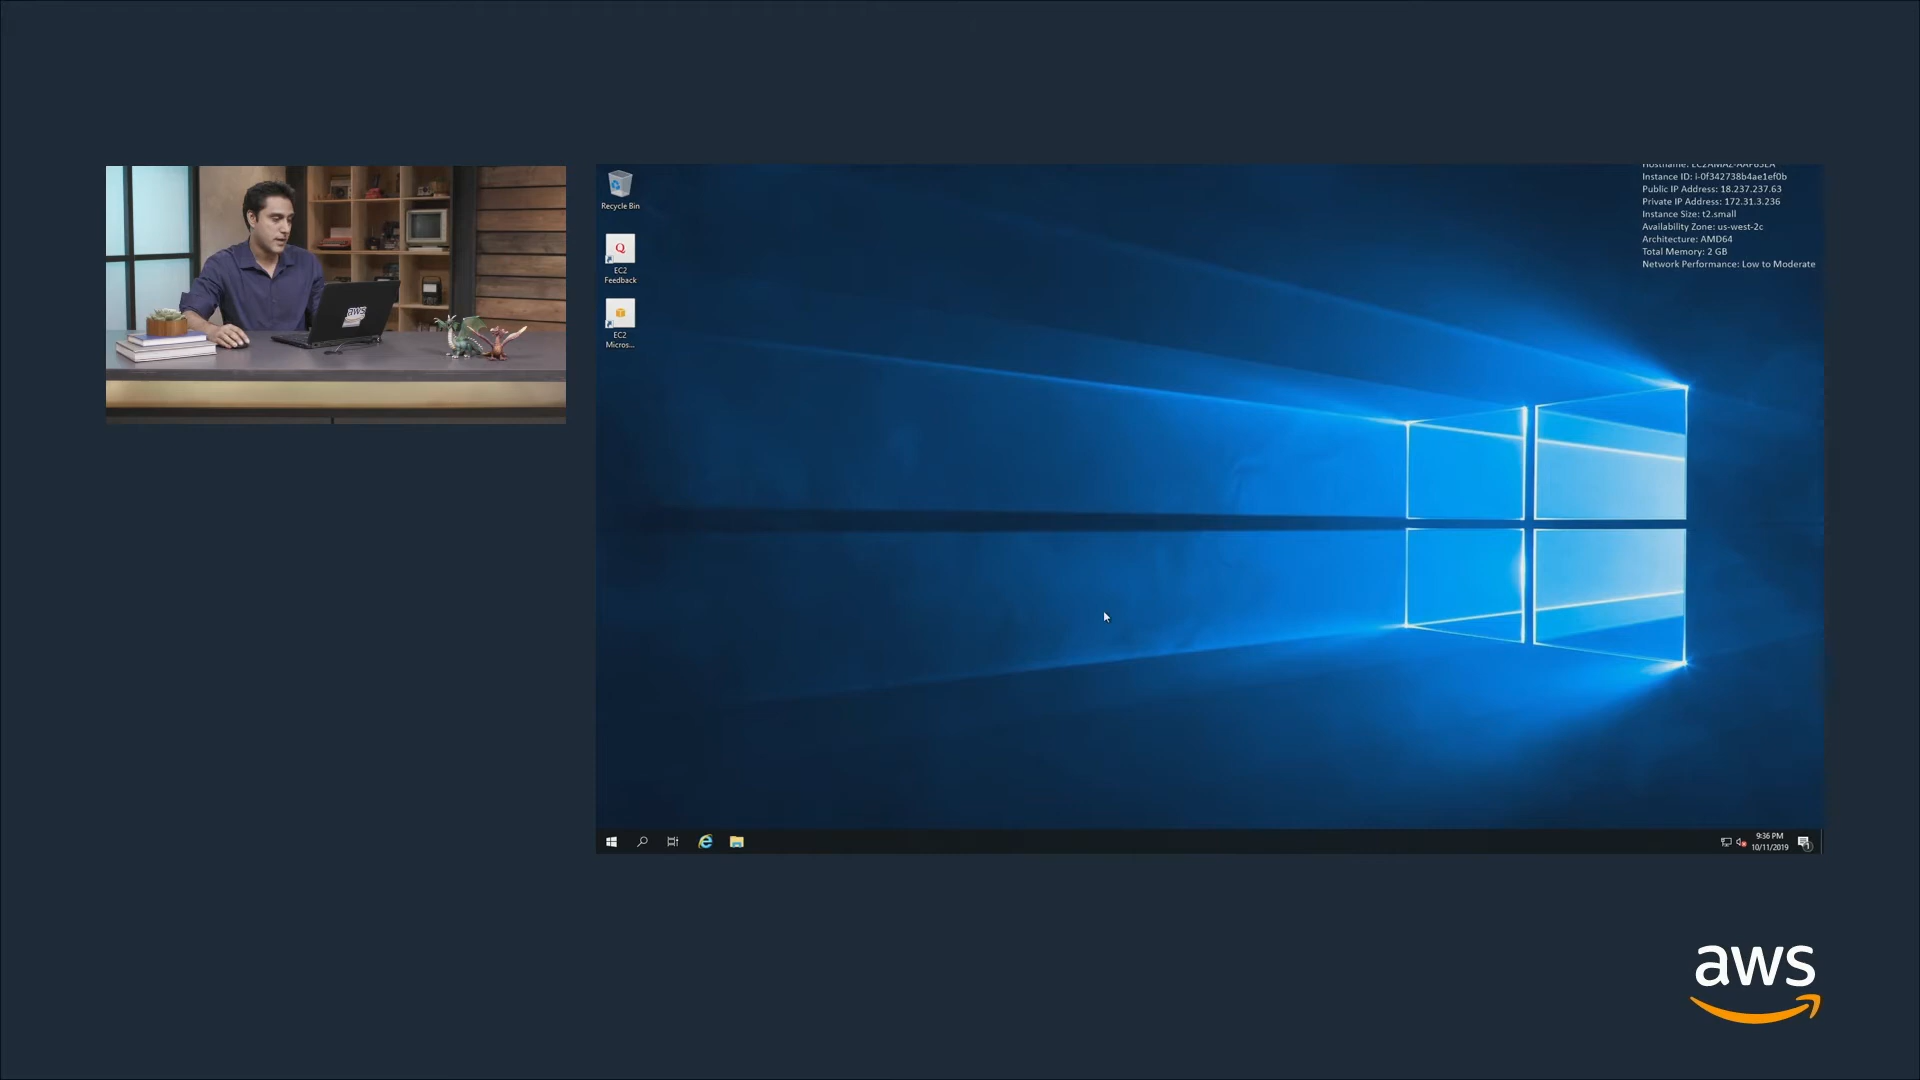 aws
Recycle Bin
EC2
Feedback
EC2
Micros...
Instance ID: i-0f342738b4ae1ef0b
Public IP Address: 18.237.237.63
Private IP Address: 172.31.3.236
Instance Size: t2.small
Availability Zone: us-west-2c
Architecture: AMD64
Total Memory: 2 GB
Network Performance: Low to Moderate
9:36 PM
10/11/2019
aws